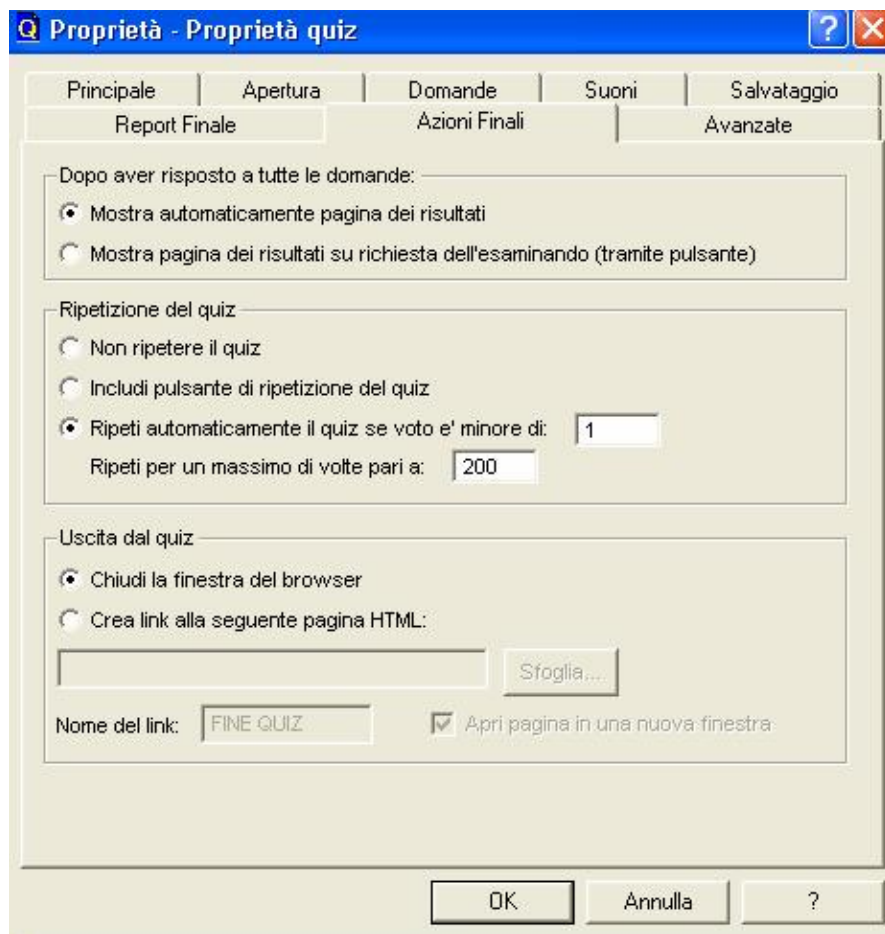 Proprietà - Proprietà quiz
Principale Apertura Domande Suoni Salvataggio
Report Finale Azioni Finali Avanzate
Dopo aver risposto a tutte le domande:
Mostra automaticamente pagina dei risultati
Mostra pagina dei risultati su richiesta dell'esaminando (tramite pulsante)
Ripetizione del quiz
Non ripetere il quiz
Includi pulsante di ripetizione del quiz
Ripeti automaticamente il quiz se voto e' minore di: 1
Ripeti per un massimo di volte pari a: 200
Uscita dal quiz
Chiudi la finestra del browser
Crea link alla seguente pagina HTML:
Sfoglia...
Nome del link: FINE QUIZ Apri pagina in una nuova finestra
OK Annulla ?